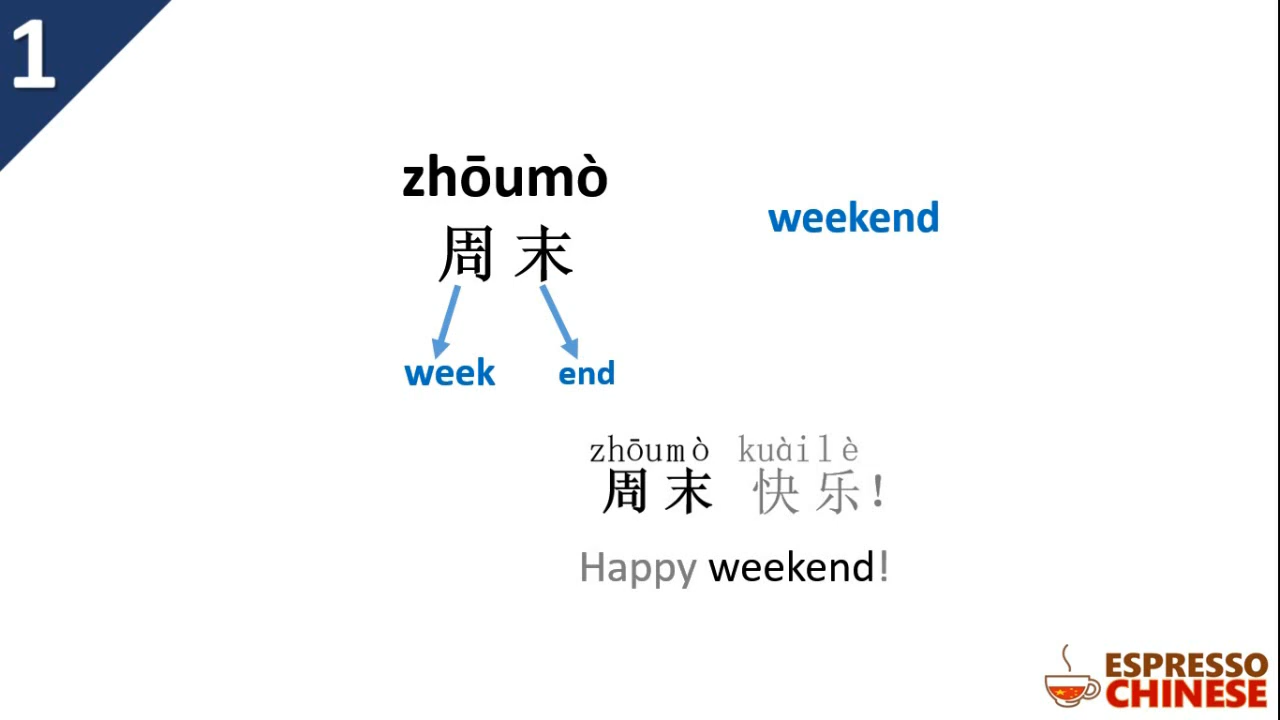 1
zhōumò
周末
weekend
week end
zhōumò kuàilè
周末 快乐!
Happy weekend!
ESPRESSO
CHINESE